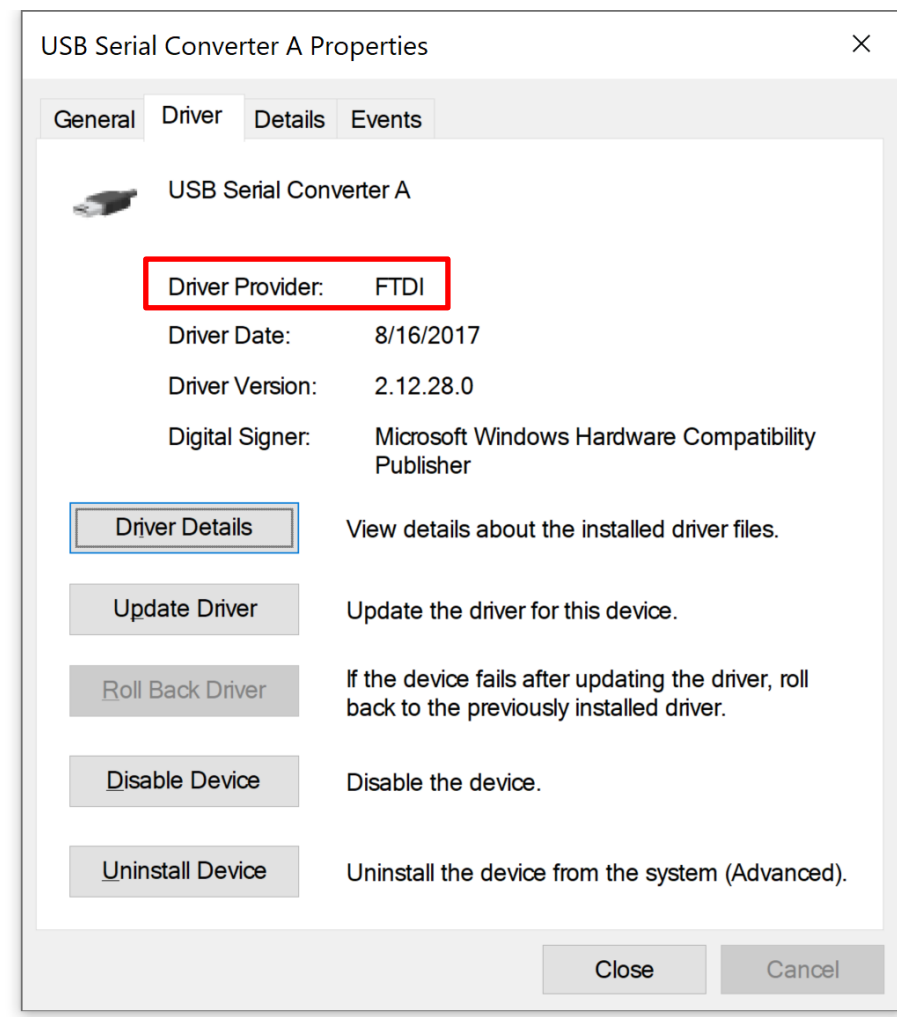 USB Serial Converter A Properties
General Driver Details Events
USB Serial Converter A
Driver Provider: FTDI
Driver Date: 8/16/2017
Driver Version: 2.12.28.0
Digital Signer: Microsoft Windows Hardware Compatibility
Publisher
Driver Details View details about the installed driver files.
Update Driver Update the driver for this device.
Roll Back Driver If the device fails after updating the driver, roll
back to the previously installed driver.
Disable Device Disable the device.
Uninstall Device Uninstall the device from the system (Advanced).
Close Cancel